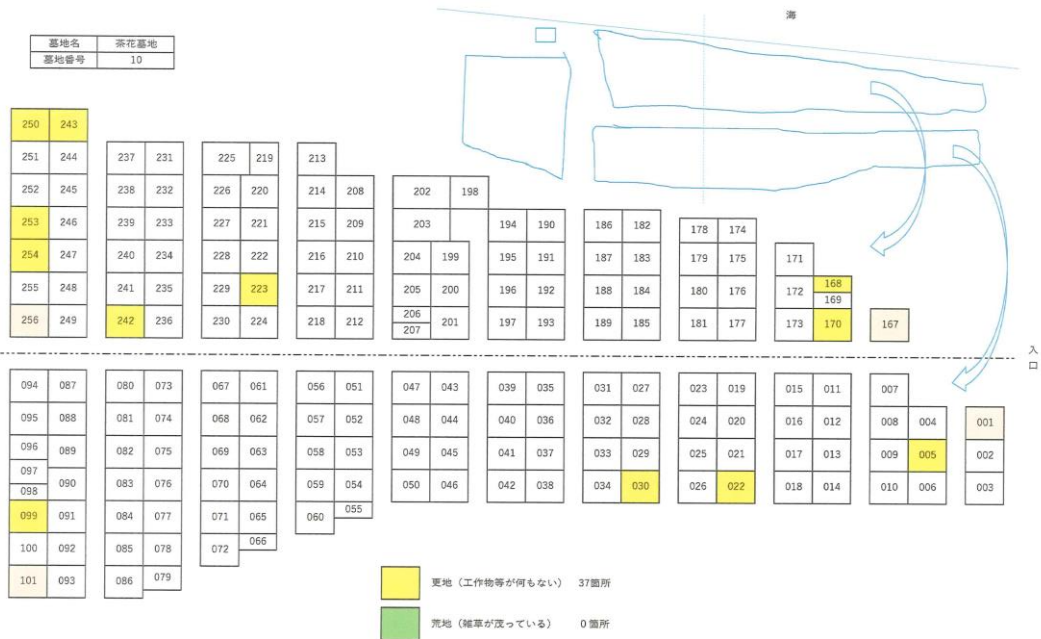 海
墓地名 茶花墓地
墓地番号 10
250 243
251 244 237 231 225 219 213
252 245 238 232 226 220 214 208 202 198
253 246 239 233 227 221 215 209 203 194 190 186 182 178 174
254 247 240 234 228 222 216 210 204 199 195 191 187 183 179 175 171
255 248 241 235 229 223 217 211 205 200 196 192 188 184 180 176 172 168
169
256 249 242 236 230 224 218 212 206 201 197 193 189 185 181 177 173 170 167
207
入口
094 087 080 073 067 061 056 051 047 043 039 035 031 027 023 019 015 011 007
095 088 081 074 068 062 057 052 048 044 040 036 032 028 024 020 016 012 008 004 001
096 089 082 075 069 063 058 053 049 045 041 037 033 029 025 021 017 013 009 005 002
097
098 090 083 076 070 064 059 054 050 046 042 038 034 030 026 022 018 014 010 006 003
099 091 084 077 071 065 060 055
100 092 085 078 072 066
101 093 086 079
更地（工作物等が何もない） 37箇所
荒地（雑草が茂っている） 0箇所